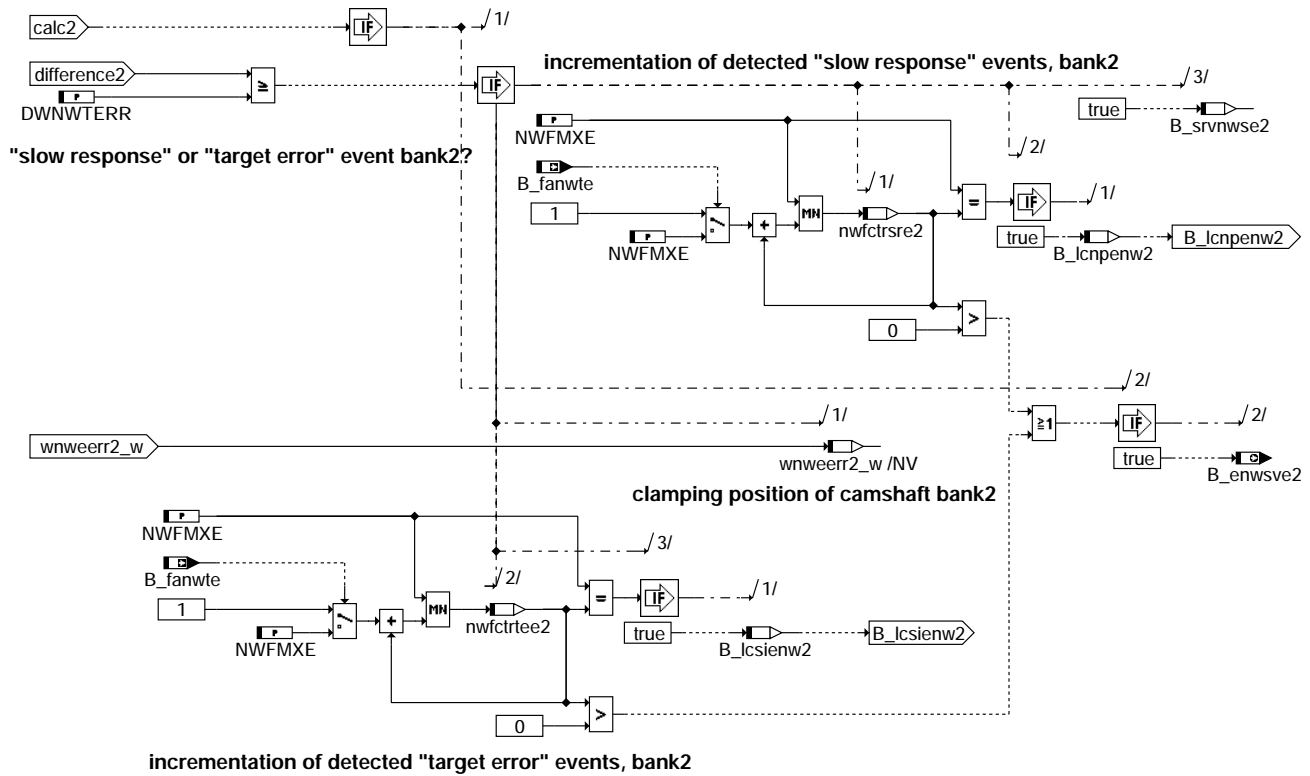 calc2
IF
/1/
incrementation of detected "slow response" events, bank2
difference2
≥
IF
/3/
P
DWNWTERR
true
B_srvnwse2
P
NWFMXE
/2/
"slow response" or "target error" event bank2?
B_fanwte
/1/
=
IF
/1/
1
+
MN
nwfctrsre2
P
NWFMXE
true
B_lcnpenw2
B_lcnpenw2
>
0
/2/
/1/
≧1
IF
/2/
wnweerr2_w
wnweerr2_w /NV
true
B_enwsve2
clamping position of camshaft bank2
P
NWFMXE
/3/
B_fanwte
/2/
=
IF
/1/
1
+
MN
nwfctrtee2
P
NWFMXE
true
B_lcsienw2
B_lcsienw2
>
0
incrementation of detected "target error" events, bank2